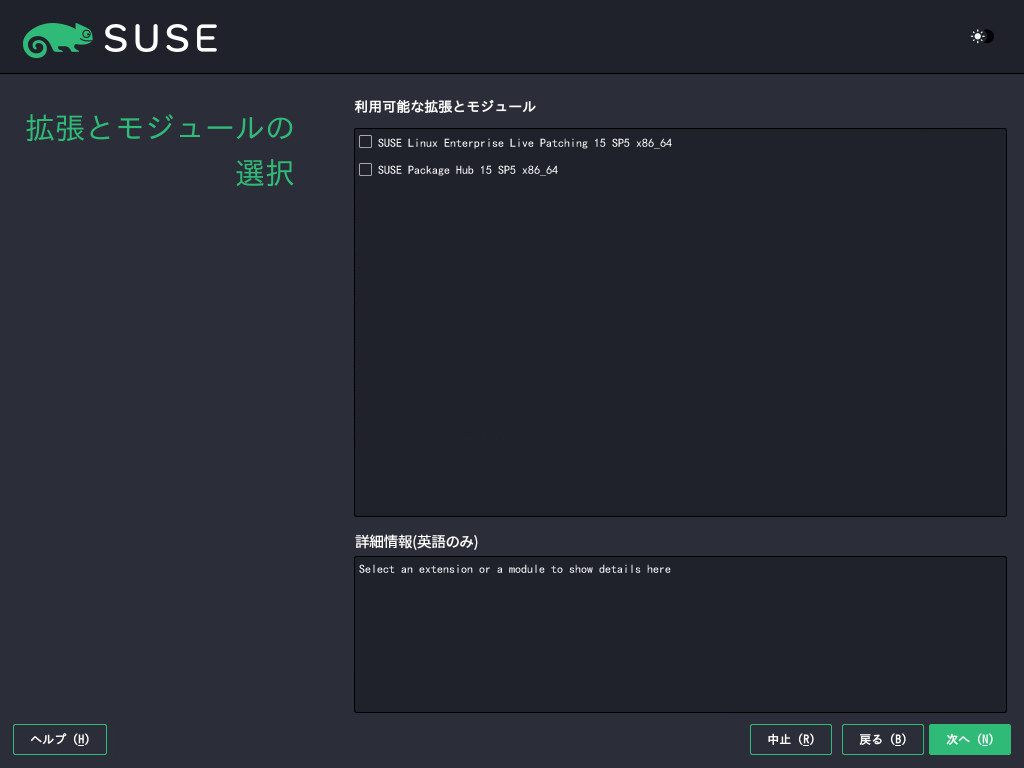 SUSE
拡張とモジュールの
選択
利用可能な拡張とモジュール
SUSE Linux Enterprise Live Patching 15 SP5 x86_64
SUSE Package Hub 15 SP5 x86_64
詳細情報(英語のみ)
Select an extension or a module to show details here
ヘルプ (H)
中止 (R)
戻る (B)
次へ (N)